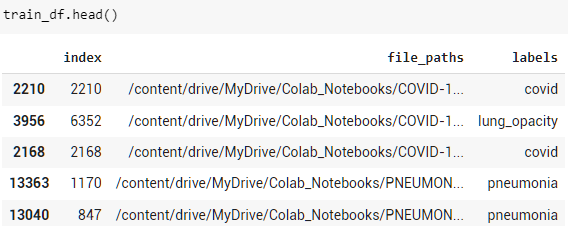 train_df.head()
index file_paths labels
2210 2210 /content/drive/MyDrive/Colab_Notebooks/COVID-1... covid
3956 6352 /content/drive/MyDrive/Colab_Notebooks/COVID-1... lung_opacity
2168 2168 /content/drive/MyDrive/Colab_Notebooks/COVID-1... covid
13363 1170 /content/drive/MyDrive/Colab_Notebooks/PNEUMON... pneumonia
13040 847 /content/drive/MyDrive/Colab_Notebooks/PNEUMON... pneumonia